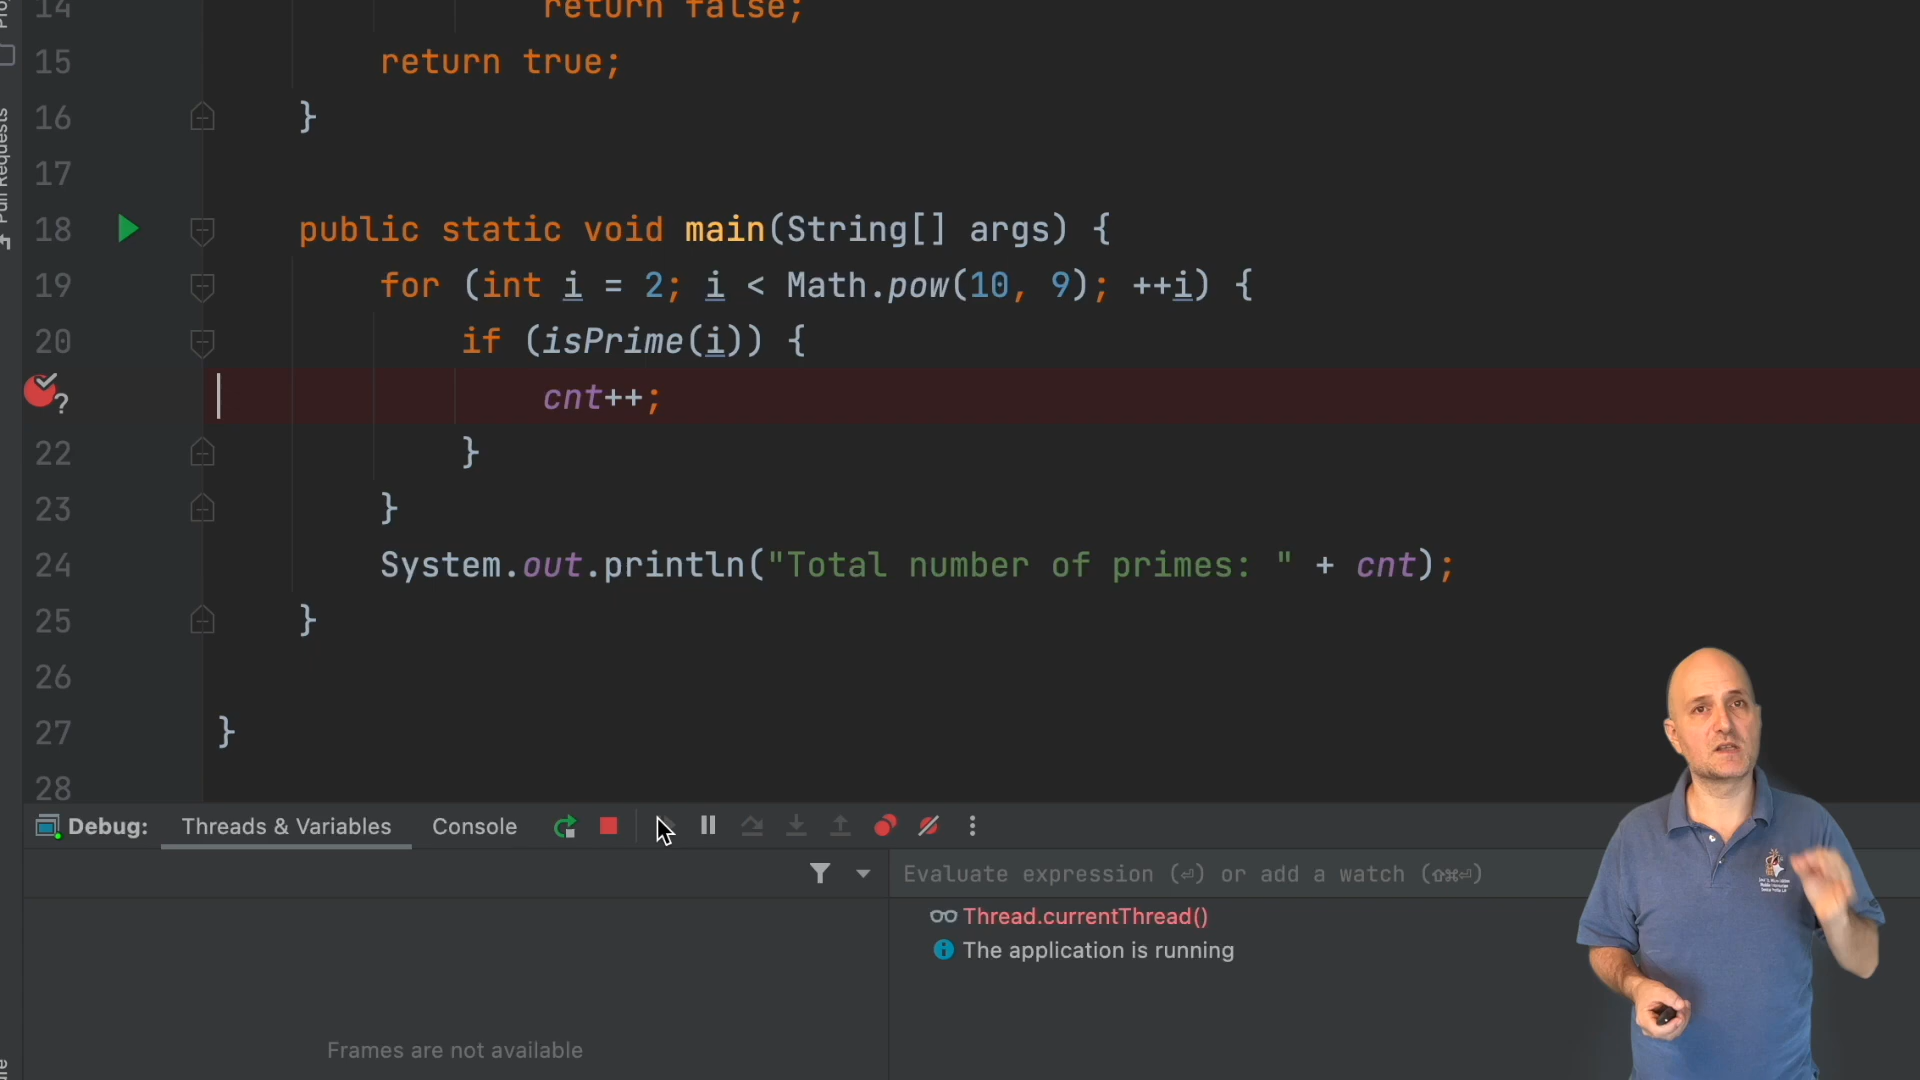 14 return false;
15 return true;
16 }
17
18 public static void main(String[] args) {
19 for (int i = 2; i < Math.pow(10, 9); ++i) {
20 if (isPrime(i)) {
? cnt++;
22 }
23 }
24 System.out.println("Total number of primes: " + cnt);
25 }
26
27 }
28
Pull Requests
Debug: Threads & Variables Console
Evaluate expression (⏎) or add a watch (⇧⌘⏎)
Thread.currentThread()
The application is running
Frames are not available